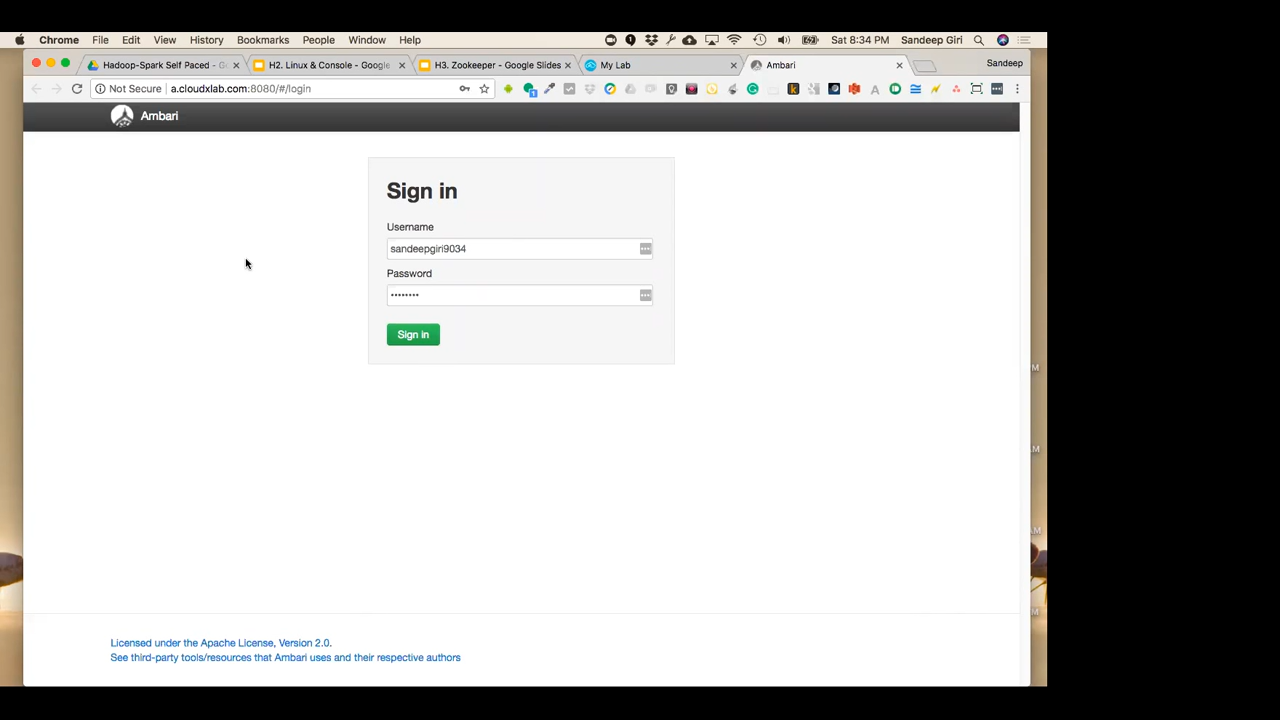 Chrome File Edit View History Bookmarks People Window Help Sat 8:34 PM Sandeep Giri
Hadoop-Spark Self Paced - G H2. Linux & Console - Google H3. Zookeeper - Google Slides My Lab Ambari Sandeep
Not Secure a.cloudxlab.com:8080/#/login
Ambari
Sign in
Username
sandeepgiri9034
Password
••••••••
Sign in
M
M
AM
M
Licensed under the Apache License, Version 2.0.
See third-party tools/resources that Ambari uses and their respective authors